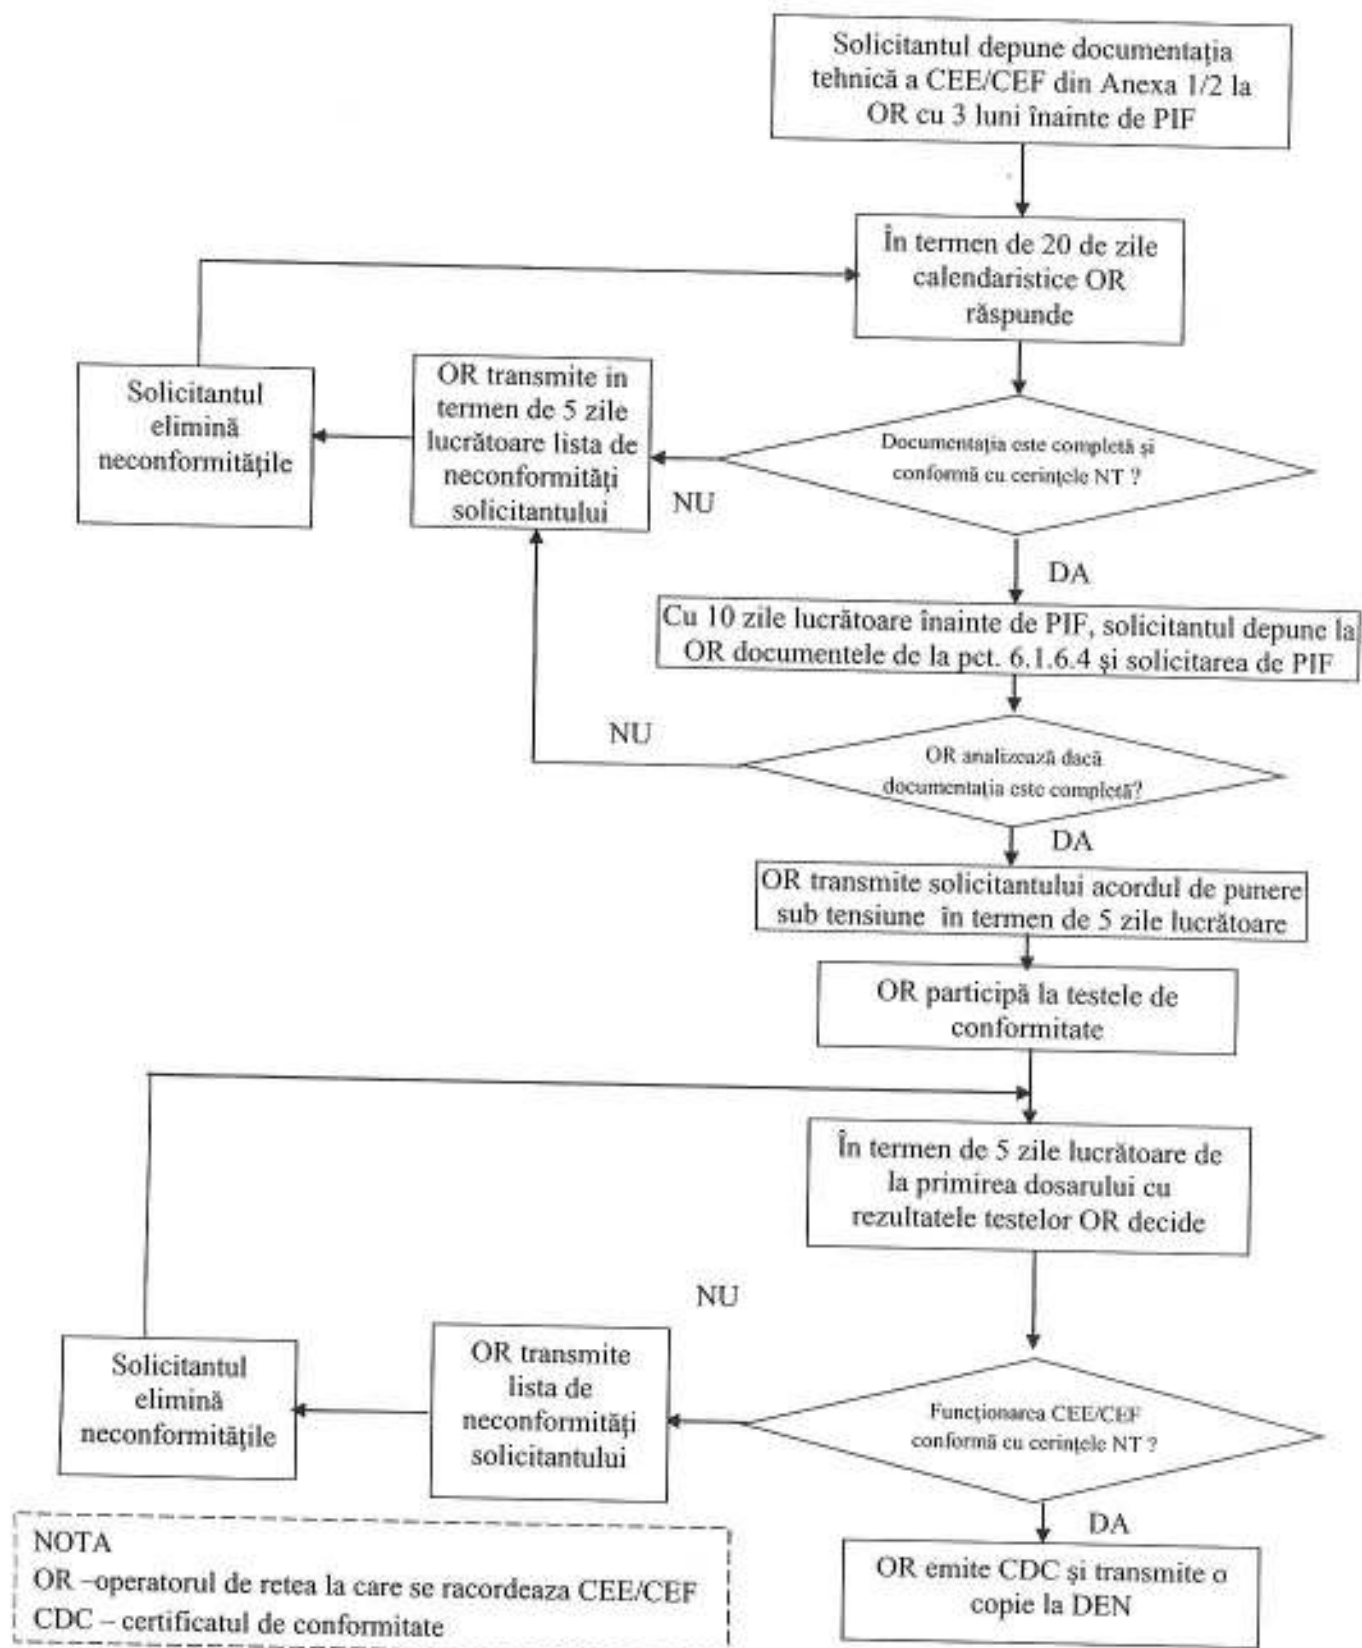 Solicitantul depune documentația
tehnică a CEE/CEF din Anexa 1/2 la
OR cu 3 luni înainte de PIF
În termen de 20 de zile
calendaristice OR
răspunde
Solicitantul
elimină
neconformitățile
OR transmite in
termen de 5 zile
lucrătoare lista de
neconformități
solicitantului
Documentația este completă și
conformă cu cerințele NT ?
NU
DA
Cu 10 zile lucrătoare înainte de PIF, solicitantul depune la
OR documentele de la pct. 6.1.6.4 și solicitarea de PIF
NU
OR analizează dacă
documentația este completă?
DA
OR transmite solicitantului acordul de punere
sub tensiune în termen de 5 zile lucrătoare
OR participă la testele de
conformitate
În termen de 5 zile lucrătoare de
la primirea dosarului cu
rezultatele testelor OR decide
NU
Solicitantul
elimină
neconformitățile
OR transmite
lista de
neconformități
solicitantului
Funcționarea CEE/CEF
conformă cu cerințele NT ?
DA
OR emite CDC și transmite o
copie la DEN
NOTA
OR –operatorul de retea la care se racordeaza CEE/CEF
CDC – certificatul de conformitate